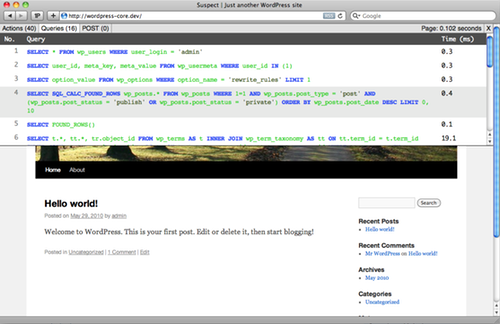 Suspect | Just another WordPress site
http://wordpress-core.dev/
Actions (40) Queries (16) POST (0) Page: 0.102 seconds X
No. Query Time (ms)
1 SELECT * FROM wp_users WHERE user_login = 'admin' 0.3
2 SELECT user_id, meta_key, meta_value FROM wp_usermeta WHERE user_id IN (1) 0.3
3 SELECT option_value FROM wp_options WHERE option_name = 'rewrite_rules' LIMIT 1 0.3
4 SELECT SQL_CALC_FOUND_ROWS wp_posts.* FROM wp_posts WHERE 1=1 AND wp_posts.post_type = 'post' AND 0.4
(wp_posts.post_status = 'publish' OR wp_posts.post_status = 'private') ORDER BY wp_posts.post_date DESC LIMIT 0,
10
5 SELECT FOUND_ROWS() 0.1
6 SELECT t.*, tt.*, tr.object_id FROM wp_terms AS t INNER JOIN wp_term_taxonomy AS tt ON tt.term_id = t.term_id 19.1
Home About
Hello world!
Posted on May 29, 2010 by admin
Welcome to WordPress. This is your first post. Edit or delete it, then start blogging!
Posted in Uncategorized | 1 Comment | Edit
Search
Recent Posts
Hello world!
Recent Comments
Mr WordPress on Hello world!
Archives
May 2010
Categories
Uncategorized